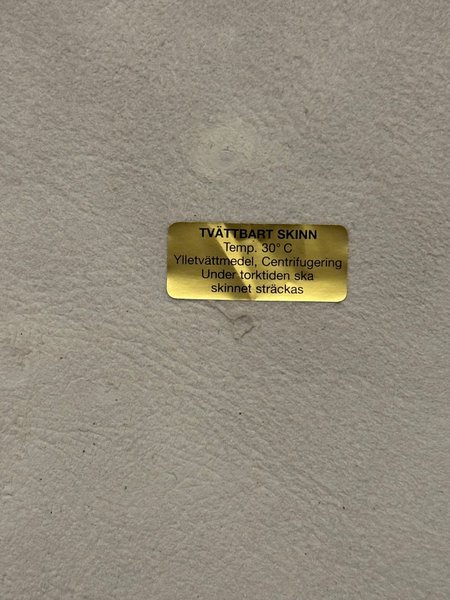 TVÄTTBART SKINN
Temp. 30° C
Ylletvättmedel, Centrifugering
Under torktiden ska
skinnet sträckas